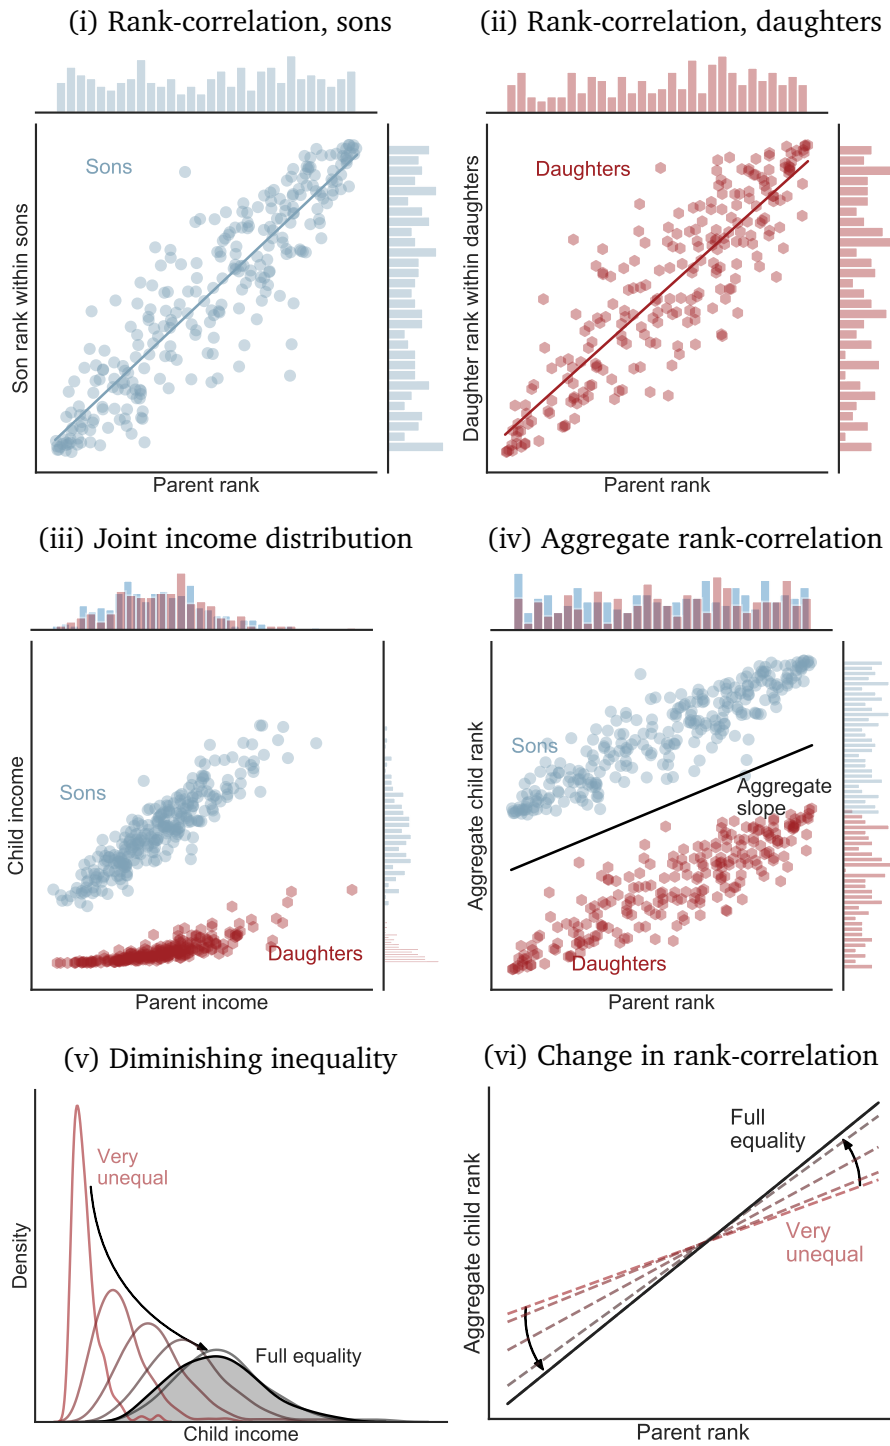 (i) Rank-correlation, sons
Sons
Son rank within sons
Parent rank
(ii) Rank-correlation, daughters
Daughters
Daughter rank within daughters
Parent rank
(iii) Joint income distribution
Sons
Child income
Daughters
Parent income
(iv) Aggregate rank-correlation
Sons
Aggregate child rank
Aggregate
slope
Daughters
Parent rank
(v) Diminishing inequality
Very
unequal
Density
Full equality
Child income
(vi) Change in rank-correlation
Full
equality
Aggregate child rank
Very
unequal
Parent rank